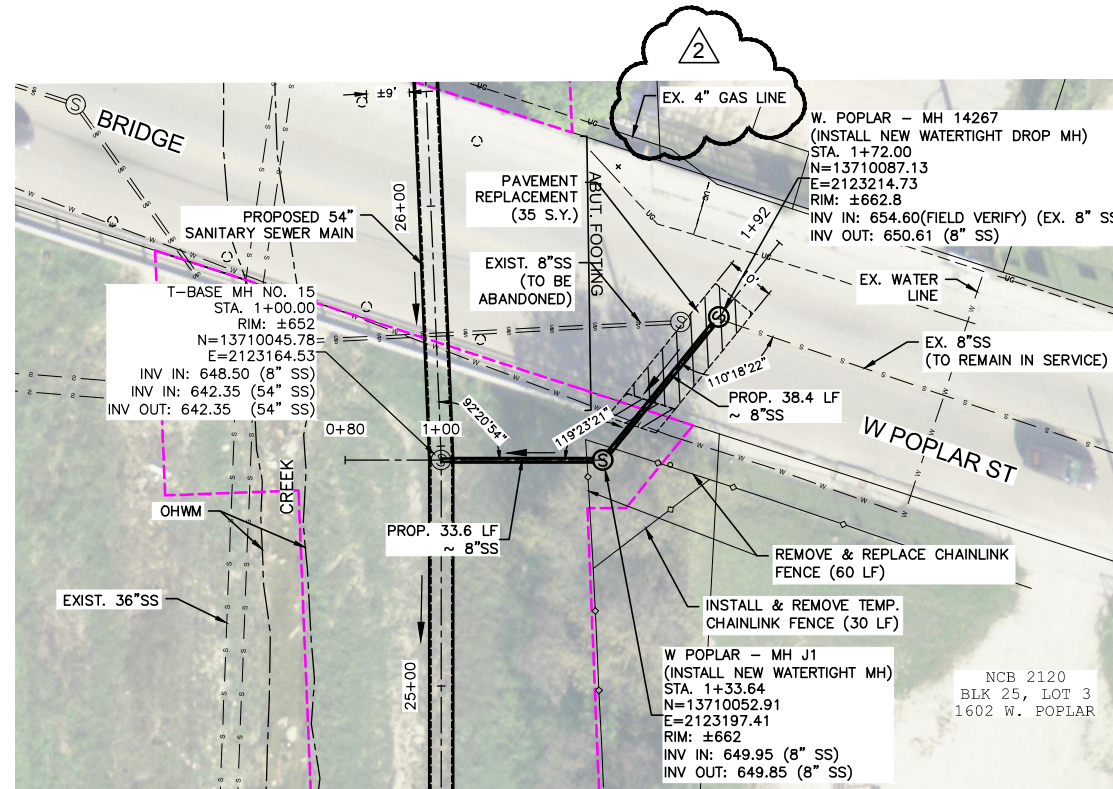 2
EX. 4" GAS LINE
±9'
BRIDGE
W. POPLAR – MH 14267
(INSTALL NEW WATERTIGHT DROP MH)
STA. 1+72.00
N=13710087.13
E=2123214.73
RIM: ±662.8
INV IN: 654.60(FIELD VERIFY) (EX. 8" SS
INV OUT: 650.61 (8" SS)
PAVEMENT
REPLACEMENT
(35 S.Y.)
ABUT. FOOTING
26+00
PROPOSED 54"
SANITARY SEWER MAIN
1+92
EXIST. 8"SS
(TO BE
ABANDONED)
EX. WATER
LINE
T-BASE MH NO. 15
STA. 1+00.00
RIM: ±652
N=13710045.78
E=2123164.53
INV IN: 648.50 (8" SS)
INV IN: 642.35 (54" SS)
INV OUT: 642.35 (54" SS)
EX. 8"SS
(TO REMAIN IN SERVICE)
110°18'22"
PROP. 38.4 LF
~ 8"SS
92°20'54"
119°23'21"
0+80
1+00
W POPLAR ST
CREEK
OHWM
PROP. 33.6 LF
~ 8"SS
REMOVE & REPLACE CHAINLINK
FENCE (60 LF)
EXIST. 36"SS
INSTALL & REMOVE TEMP.
CHAINLINK FENCE (30 LF)
25+00
W POPLAR – MH J1
(INSTALL NEW WATERTIGHT MH)
STA. 1+33.64
N=13710052.91
E=2123197.41
RIM: ±662
INV IN: 649.95 (8" SS)
INV OUT: 649.85 (8" SS)
NCB 2120
BLK 25, LOT 3
1602 W. POPLAR